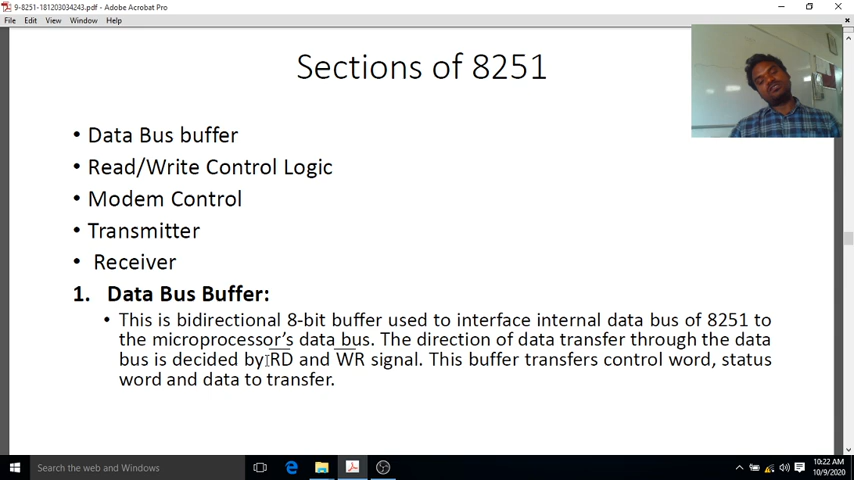 9-8251-181203034243.pdf - Adobe Acrobat Pro
File Edit View Window Help
Sections of 8251
• Data Bus buffer
• Read/Write Control Logic
• Modem Control
• Transmitter
• Receiver
1. Data Bus Buffer:
• This is bidirectional 8-bit buffer used to interface internal data bus of 8251 to
the microprocessor's data bus. The direction of data transfer through the data
bus is decided by RD and WR signal. This buffer transfers control word, status
word and data to transfer.
Search the web and Windows
10:22 AM
10/9/2020